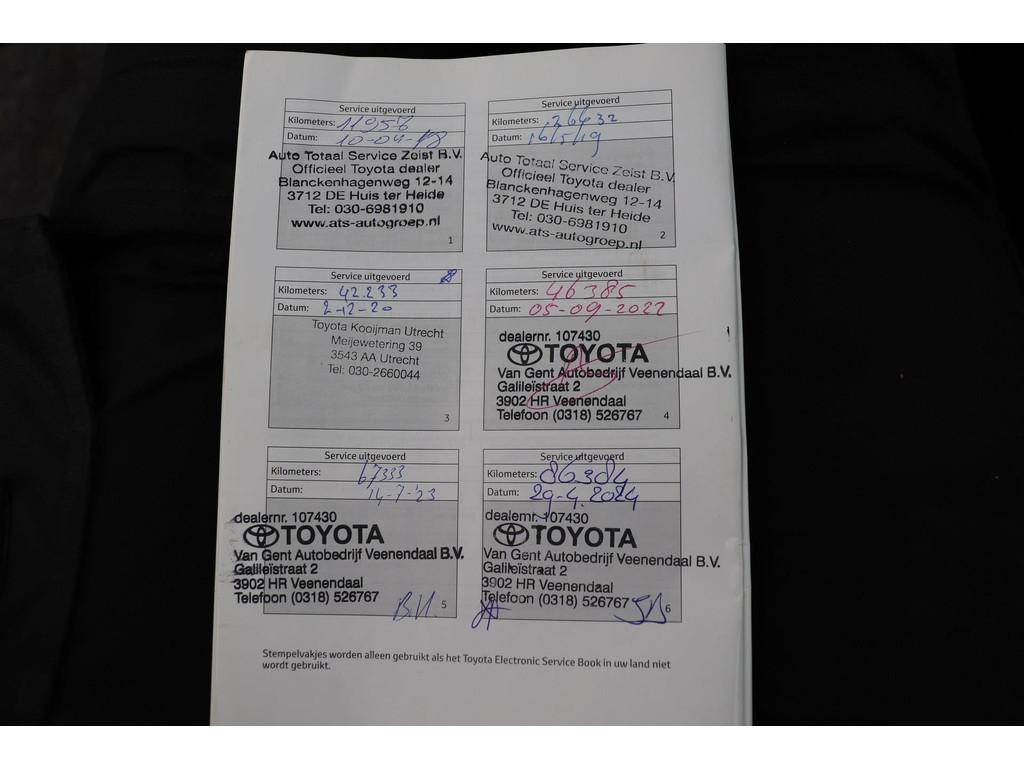 Service uitgevoerd
Kilometers: 11957
Datum: 10-04-18
Auto Totaal Service Zeist B.V.
Officieel Toyota dealer
Blanckenhagenweg 12-14
3712 DE Huis ter Heide
Tel: 030-6981910
www.ats-autogroep.nl
1
Service uitgevoerd
Kilometers: 26632
Datum: 16/5/19
Auto Totaal Service Zeist B.V.
Officieel Toyota dealer
Blanckenhagenweg 12-14
3712 DE Huis ter Heide
Tel: 030-6981910
www.ats-autogroep.nl
2
Service uitgevoerd
Kilometers: 42.233
Datum: 2-12-20
Toyota Kooijman Utrecht
Meijewetering 39
3543 AA Utrecht
Tel: 030-2660044
3
Service uitgevoerd
Kilometers: 46385
Datum: 05-09-2022
dealernr. 107430
TOYOTA
Van Gent Autobedrijf Veenendaal B.V.
Galileïstraat 2
3902 HR Veenendaal
Telefoon (0318) 526767
4
Service uitgevoerd
Kilometers: 67333
Datum: 14-7-'23
dealernr. 107430
TOYOTA
Van Gent Autobedrijf Veenendaal B.V.
Galileïstraat 2
3902 HR Veenendaal
Telefoon (0318) 526767
5
Service uitgevoerd
Kilometers: 86384
Datum: 29-4-2024
dealernr. 107430
TOYOTA
Van Gent Autobedrijf Veenendaal B.V.
Galileïstraat 2
3902 HR Veenendaal
Telefoon (0318) 526767
6
Stempelvakjes worden alleen gebruikt als het Toyota Electronic Service Book in uw land niet
wordt gebruikt.